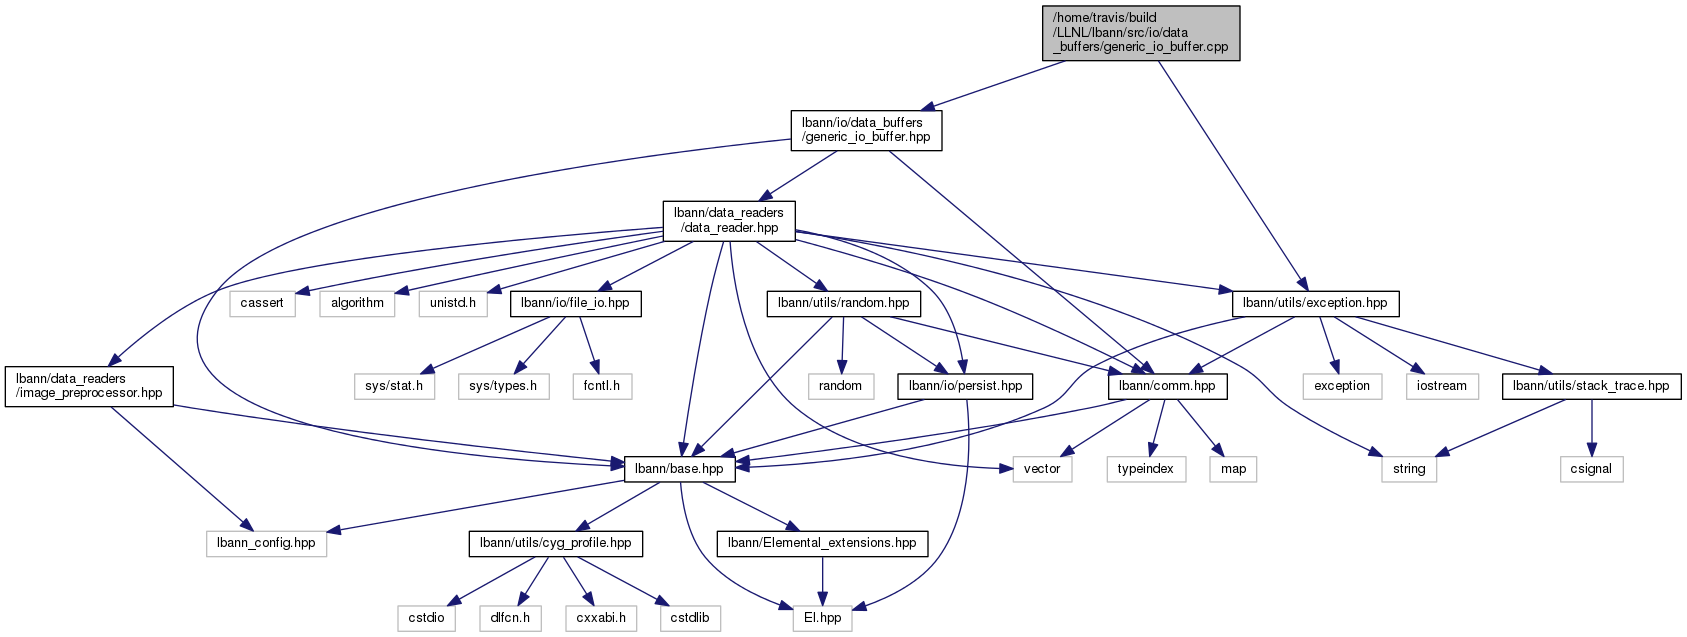 /home/travis/build
/LLNL/lbann/src/io/data
_buffers/generic_io_buffer.cpp
lbann/io/data_buffers
/generic_io_buffer.hpp
lbann/data_readers
/data_reader.hpp
cassert
algorithm
unistd.h
lbann/io/file_io.hpp
lbann/utils/random.hpp
lbann/utils/exception.hpp
lbann/data_readers
/image_preprocessor.hpp
sys/stat.h
sys/types.h
fcntl.h
random
lbann/io/persist.hpp
lbann/comm.hpp
exception
iostream
lbann/utils/stack_trace.hpp
lbann/base.hpp
vector
typeindex
map
string
csignal
lbann_config.hpp
lbann/utils/cyg_profile.hpp
lbann/Elemental_extensions.hpp
cstdio
dlfcn.h
cxxabi.h
cstdlib
El.hpp